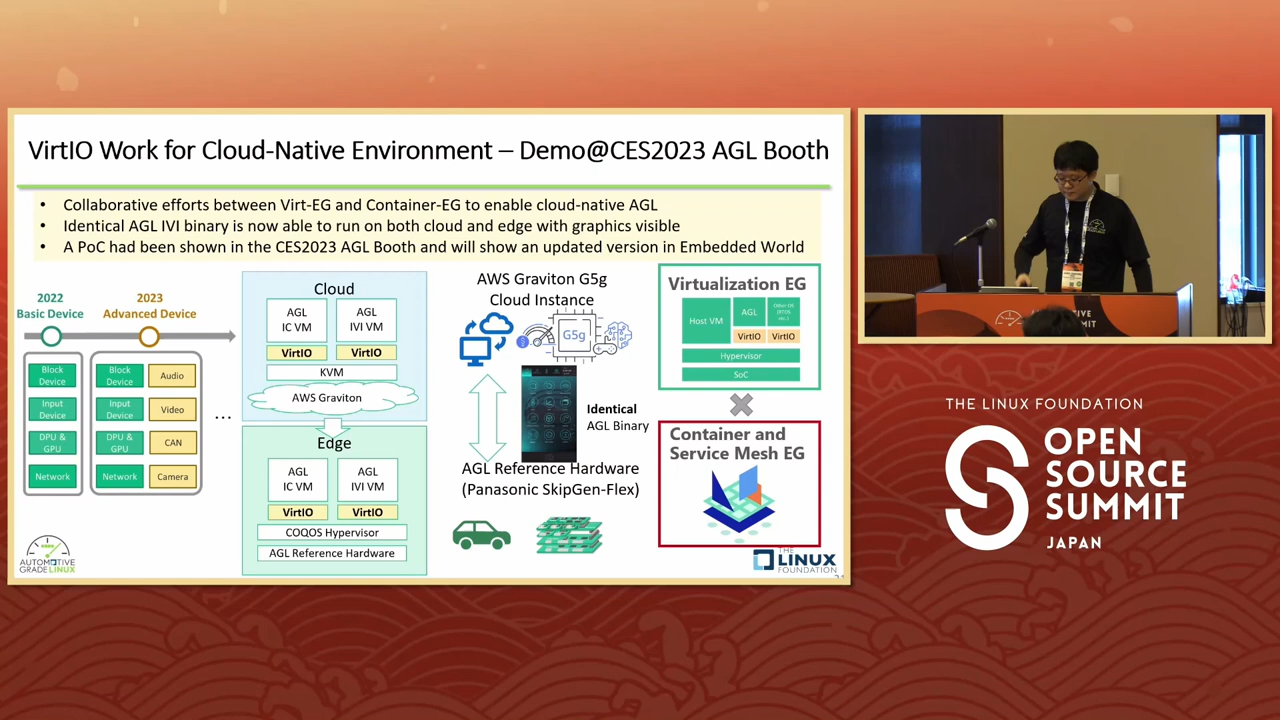 VirtIO Work for Cloud-Native Environment – Demo@CES2023 AGL Booth
• Collaborative efforts between Virt-EG and Container-EG to enable cloud-native AGL
• Identical AGL IVI binary is now able to run on both cloud and edge with graphics visible
• A PoC had been shown in the CES2023 AGL Booth and will show an updated version in Embedded World
2022
Basic Device
2023
Advanced Device
Block
Device
Input
Device
DPU &
GPU
Network
Block
Device
Input
Device
DPU &
GPU
Network
Audio
Video
CAN
Camera
...
Cloud
AGL
IC VM
AGL
IVI VM
VirtIO
VirtIO
KVM
AWS Graviton
Edge
AGL
IC VM
AGL
IVI VM
VirtIO
VirtIO
COQOS Hypervisor
AGL Reference Hardware
AWS Graviton G5g
Cloud Instance
G5g
Identical
AGL Binary
AGL Reference Hardware
(Panasonic SkipGen-Flex)
Virtualization EG
Host VM
AGL
Other OS
(RTOS
etc.)
VirtIO
VirtIO
Hypervisor
SoC
Container and
Service Mesh EG
AUTOMOTIVE
GRADE LINUX
THE
LINUX
FOUNDATION
THE LINUX FOUNDATION
OPEN
SOURCE
SUMMIT
JAPAN